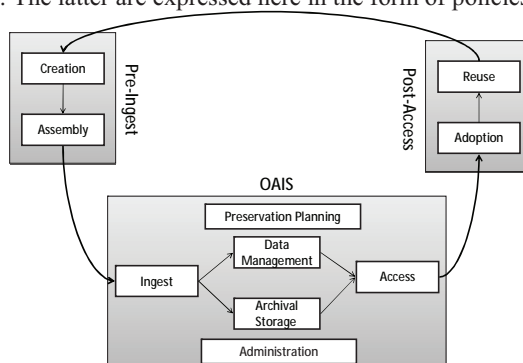 . The latter are expressed here in the form of policies
Creation
Assembly
Pre-Ingest
Post-Access
Reuse
Adoption
OAIS
Preservation Planning
Data
Management
Ingest
Access
Archival
Storage
Administration